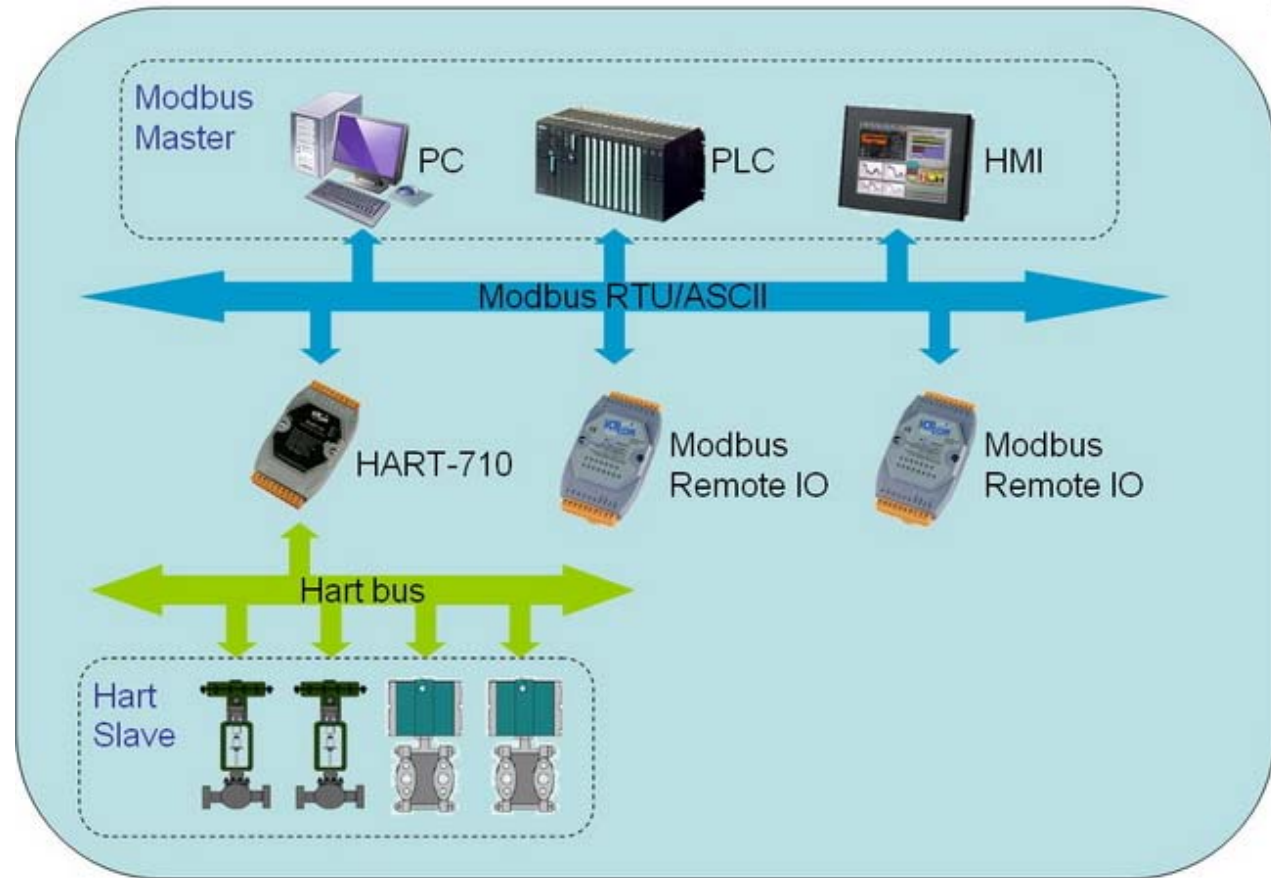 Modbus
Master
PC
PLC
HMI
Modbus RTU/ASCII
HART-710
Modbus
Remote IO
Modbus
Remote IO
Hart bus
Hart
Slave